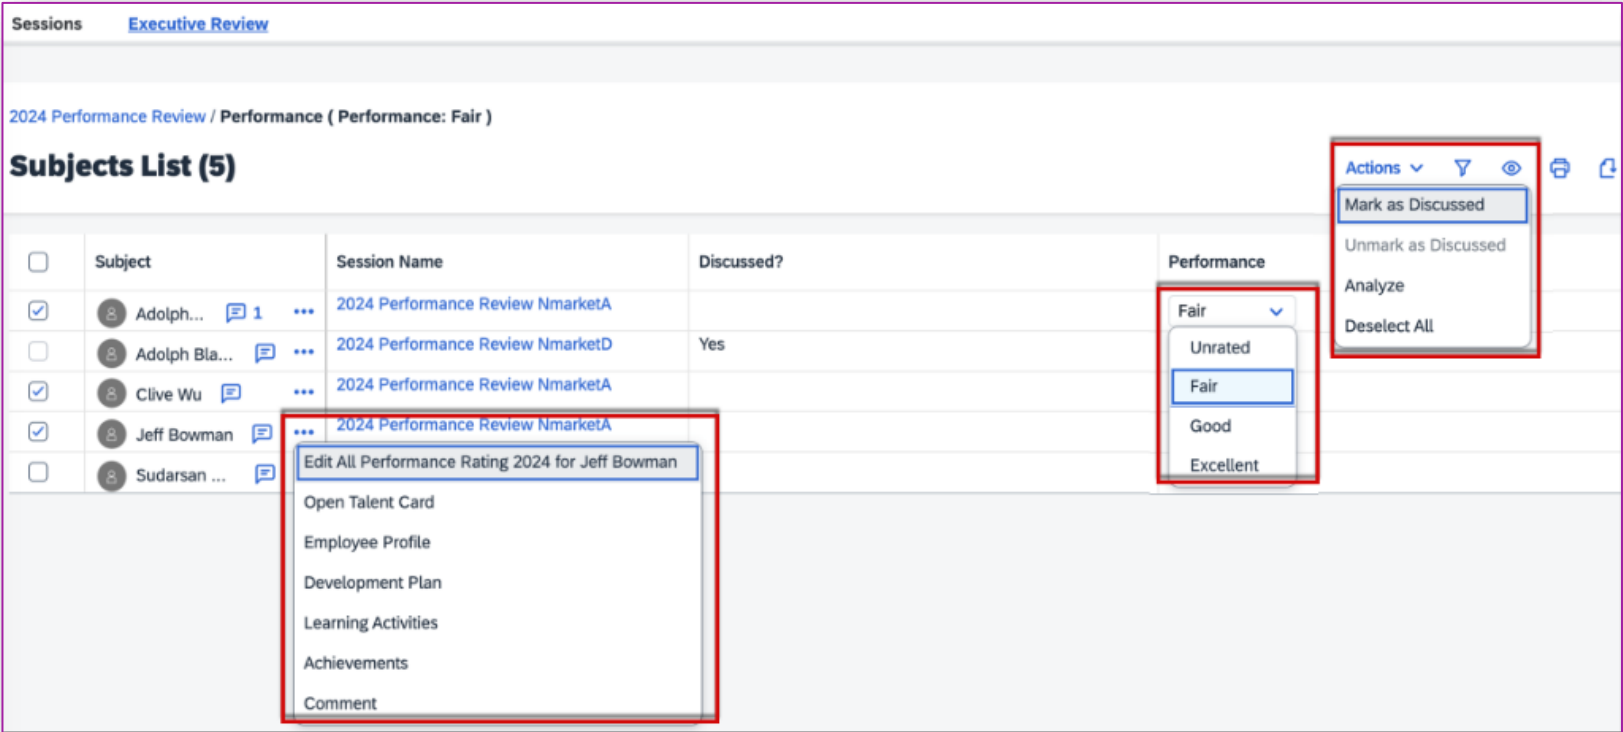 Sessions Executive Review
2024 Performance Review / Performance ( Performance: Fair )
Subjects List (5)
Actions
Mark as Discussed
Unmark as Discussed
Analyze
Deselect All
Subject Session Name Discussed? Performance
Adolph... 1 ••• 2024 Performance Review NmarketA Fair
Adolph Bla... ••• 2024 Performance Review NmarketD Yes
Clive Wu ••• 2024 Performance Review NmarketA
Jeff Bowman ••• 2024 Performance Review NmarketA
Sudarsan ...
Unrated
Fair
Good
Excellent
Edit All Performance Rating 2024 for Jeff Bowman
Open Talent Card
Employee Profile
Development Plan
Learning Activities
Achievements
Comment